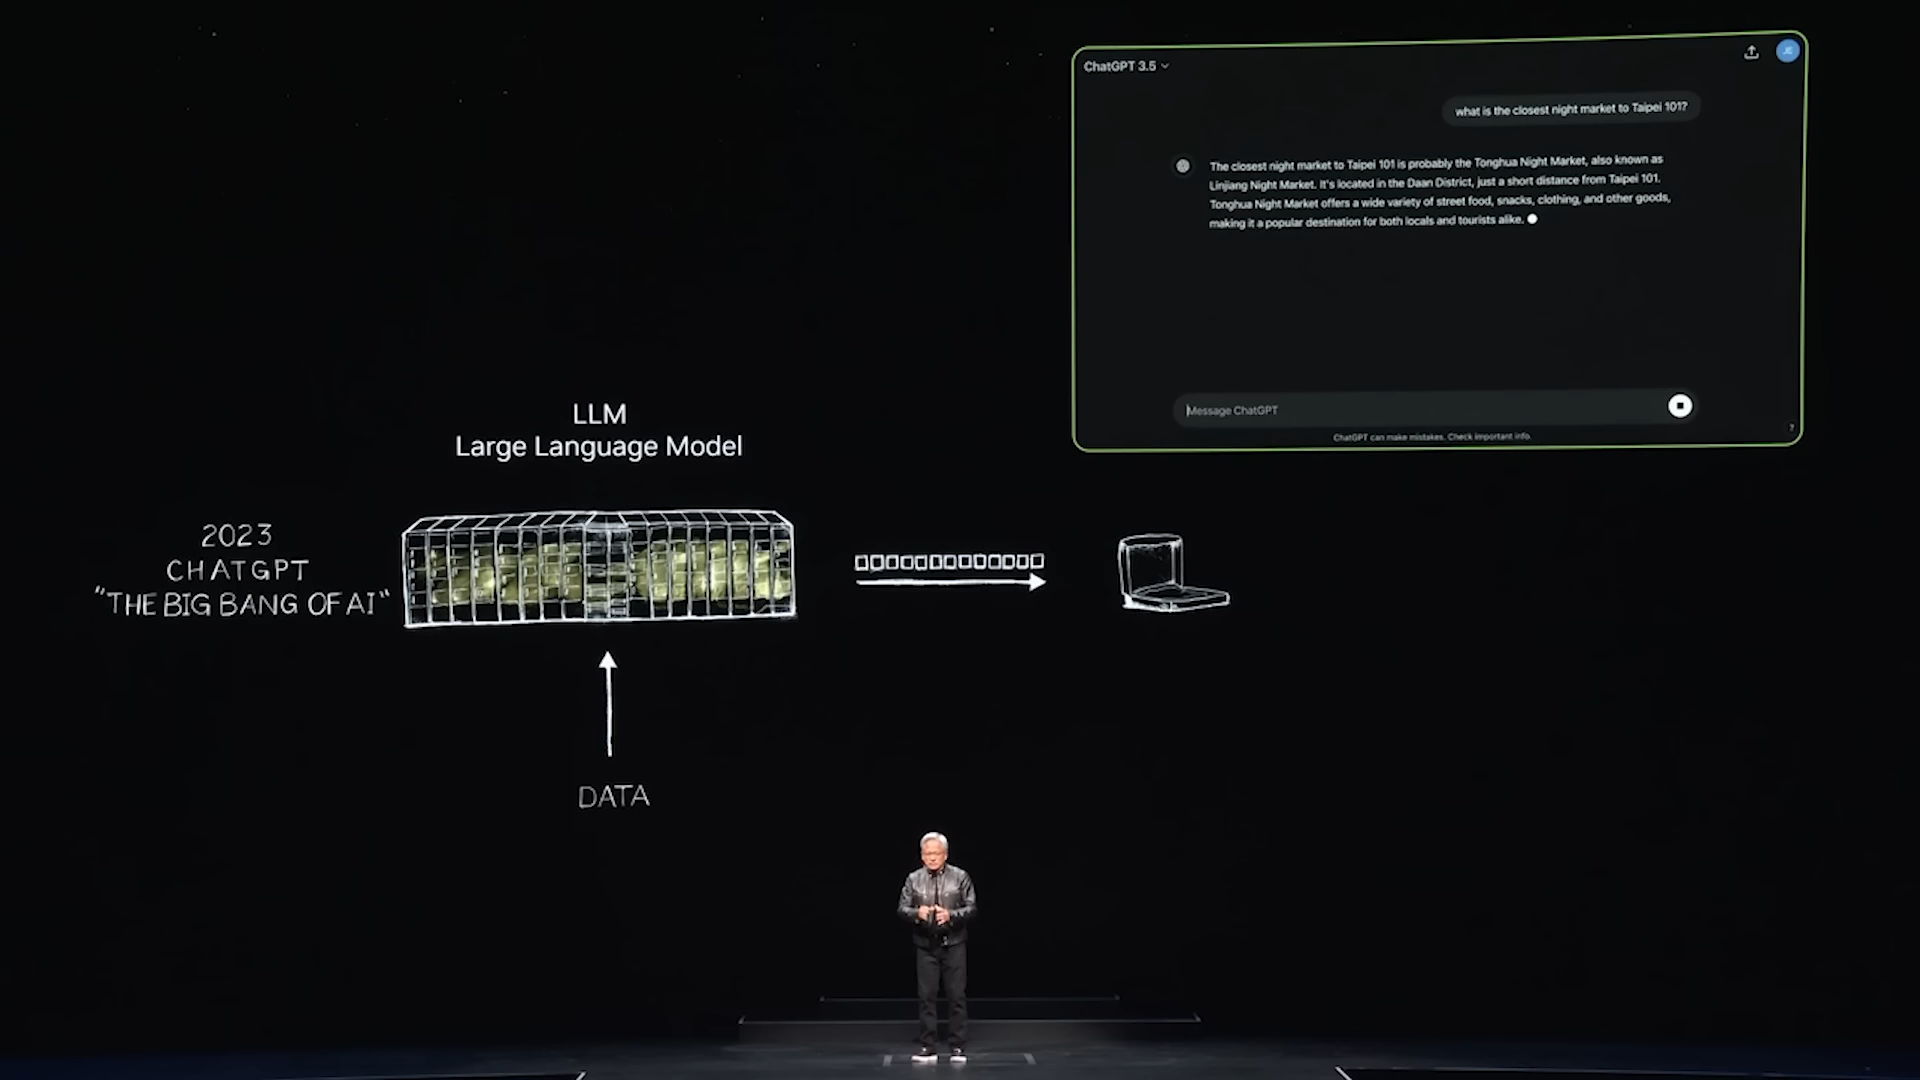 ChatGPT 3.5
what is the closest night market to Taipei 101?
The closest night market to Taipei 101 is probably the Tonghua Night Market, also known as
Linjiang Night Market. It's located in the Daan District, just a short distance from Taipei 101.
Tonghua Night Market offers a wide variety of street food, snacks, clothing, and other goods,
making it a popular destination for both locals and tourists alike.
Message ChatGPT
ChatGPT can make mistakes. Check important info.
?
LLM
Large Language Model
2023
CHATGPT
"THE BIG BANG OF AI"
DATA